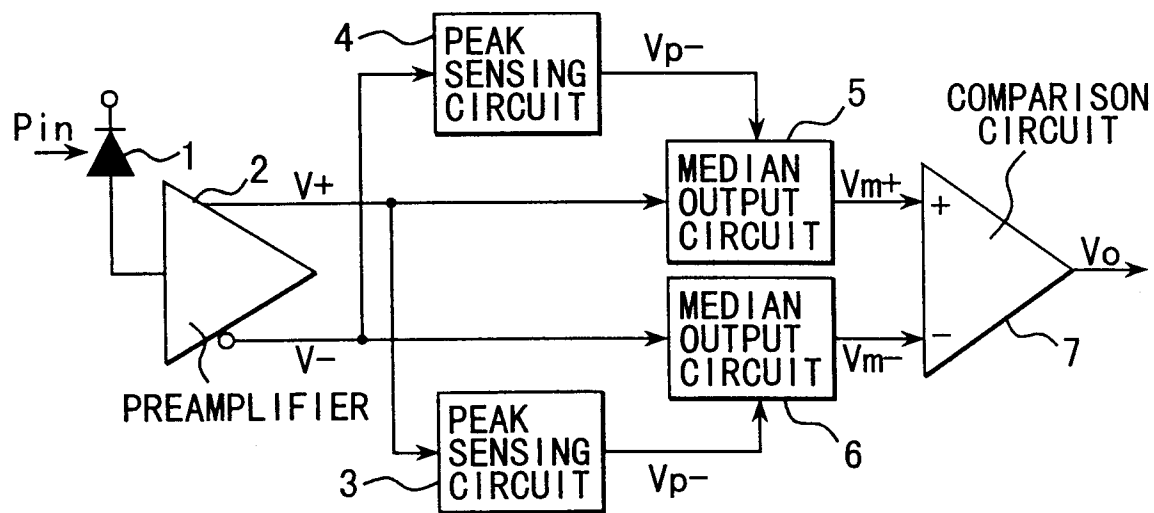 4
PEAK
SENSING
CIRCUIT
Vp-
5
COMPARISON
CIRCUIT
Pin
1
2
V+
MEDIAN
OUTPUT
CIRCUIT
Vm+
+
Vo
MEDIAN
OUTPUT
CIRCUIT
V-
Vm-
-
7
PREAMPLIFIER
PEAK
SENSING
CIRCUIT
3
Vp-
6